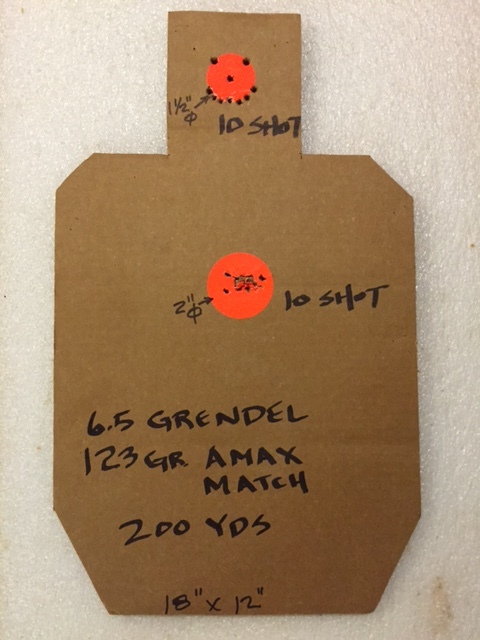 1½" φ
10 SHOT
2" φ
10 SHOT
6.5 GRENDEL
123 GR. AMAX
MATCH
200 YDS
18" x 12"